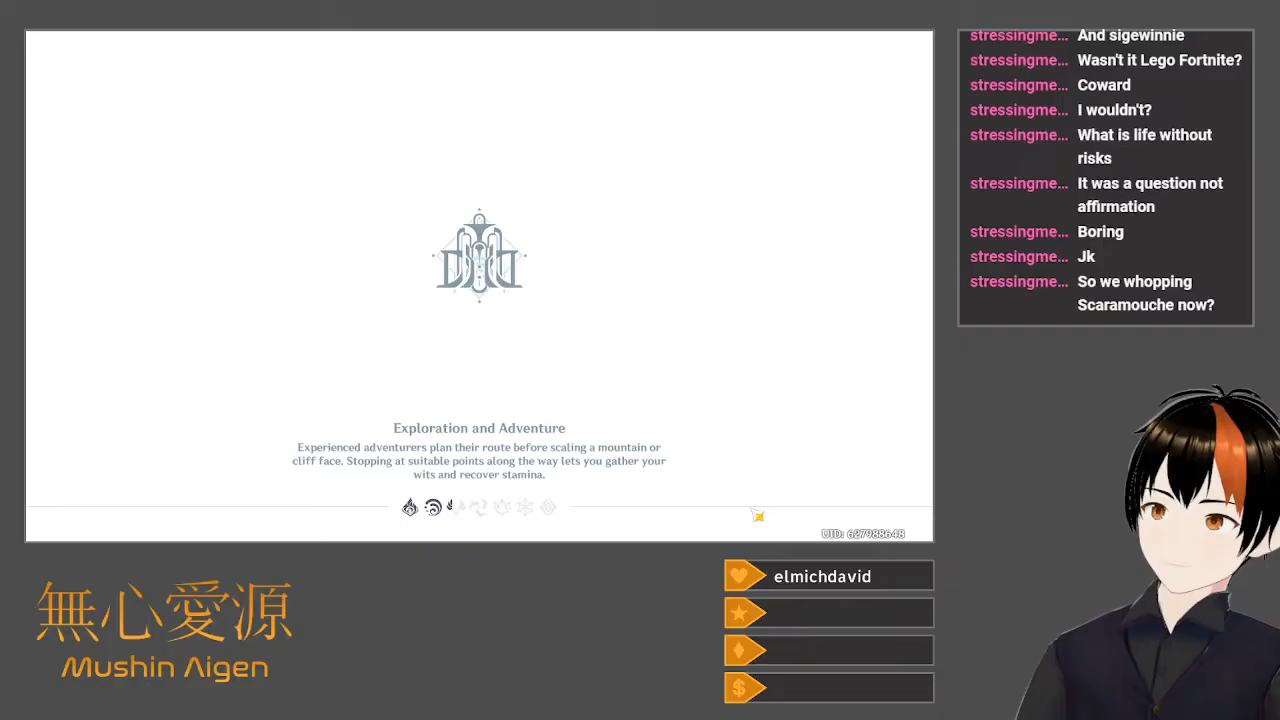 stressingme... And sigewinnie
stressingme... Wasn't it Lego Fortnite?
stressingme... Coward
stressingme... I wouldn't?
stressingme... What is life without
risks
stressingme... It was a question not
affirmation
stressingme... Boring
stressingme... Jk
stressingme... So we whopping
Scaramouche now?
Exploration and Adventure
Experienced adventurers plan their route before scaling a mountain or
cliff face. Stopping at suitable points along the way lets you gather your
wits and recover stamina.
UID: 627988648
elmichdavid
無心愛源
Mushin Aigen